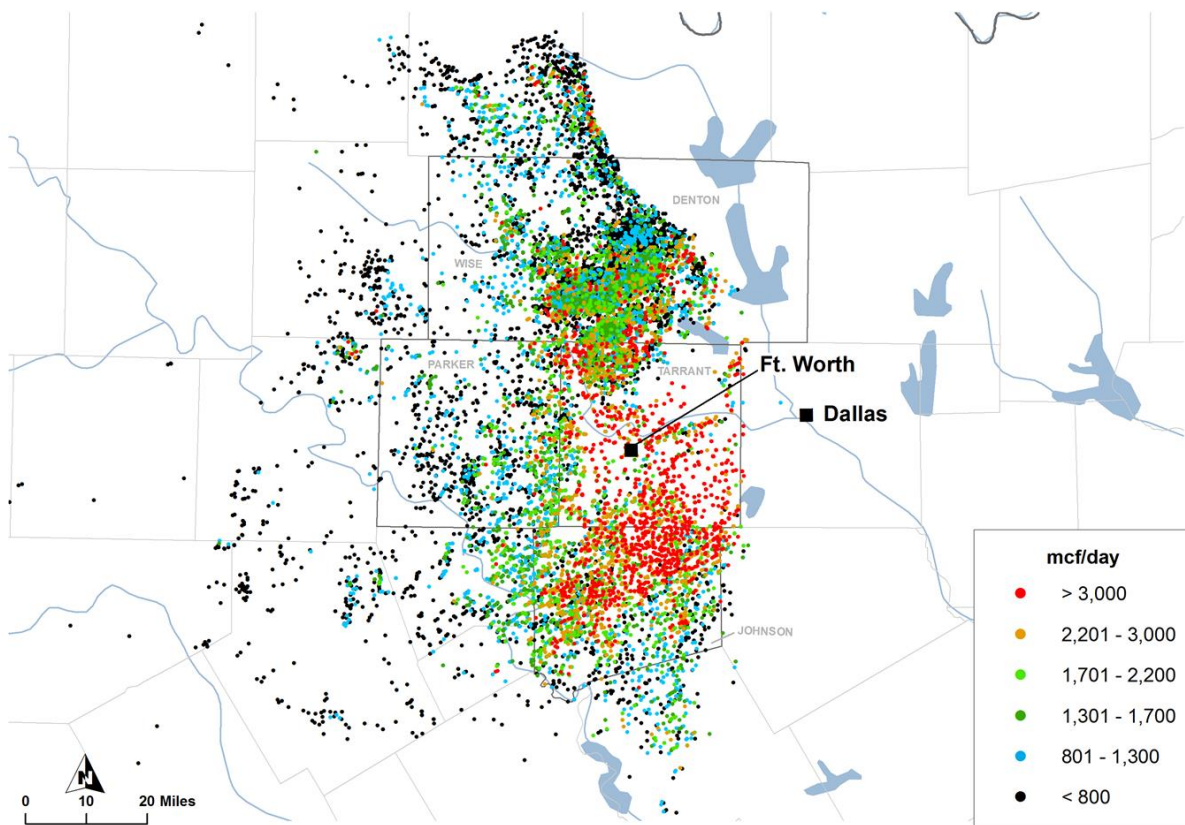 DENTON
WISE
PARKER
TARRANT
Ft. Worth
Dallas
JOHNSON
N
0 10 20 Miles
mcf/day
> 3,000
2,201 - 3,000
1,701 - 2,200
1,301 - 1,700
801 - 1,300
< 800